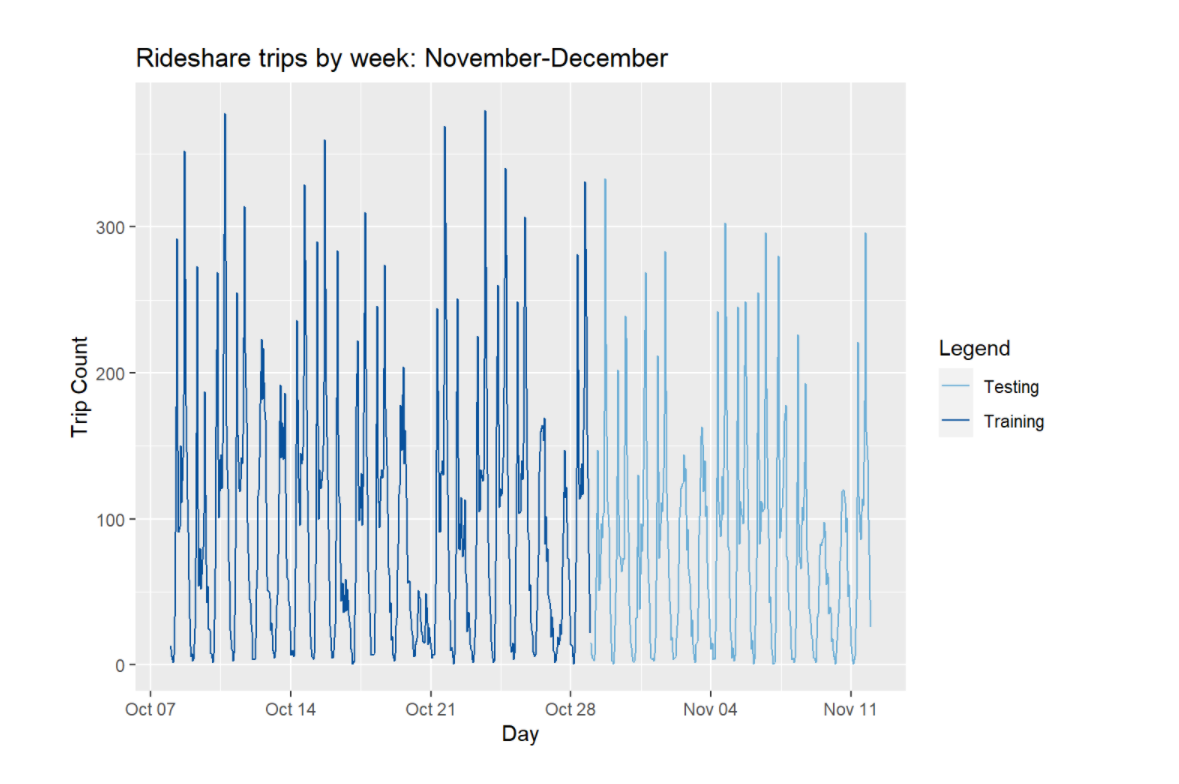 Rideshare trips by week: November-December
300
200
100
0
Trip Count
Oct 07
Oct 14
Oct 21
Oct 28
Nov 04
Nov 11
Day
Legend
Testing
Training